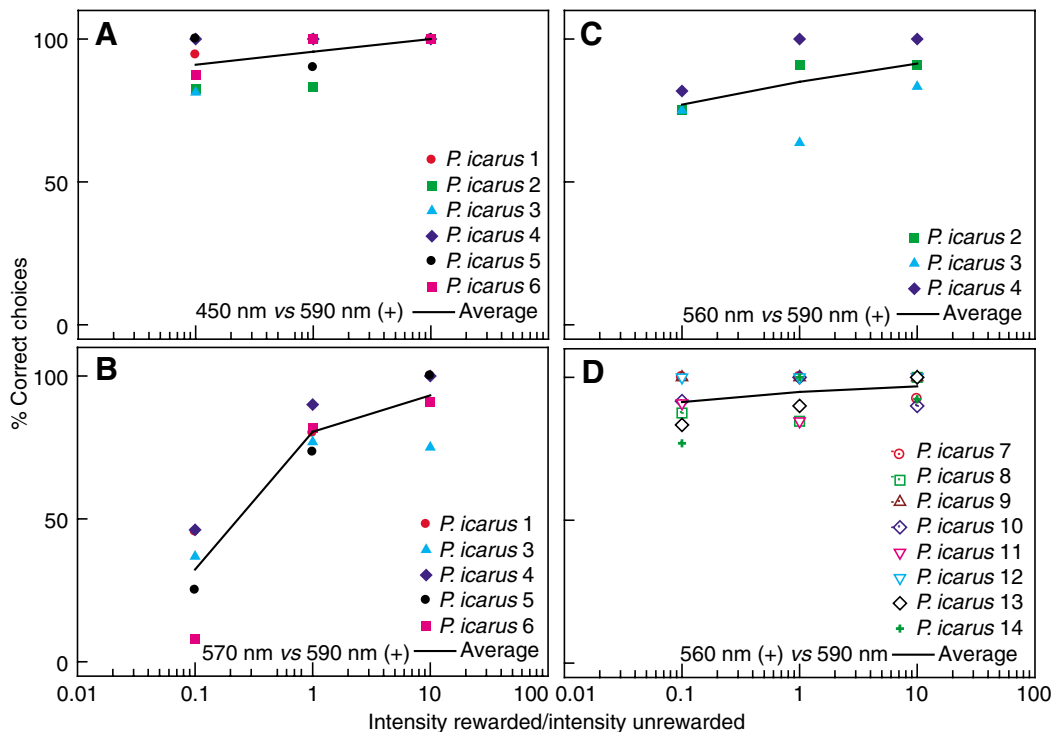 A
100
50
0
P. icarus 1
P. icarus 2
P. icarus 3
P. icarus 4
P. icarus 5
P. icarus 6
450 nm vs 590 nm (+) Average
C
P. icarus 2
P. icarus 3
P. icarus 4
560 nm vs 590 nm (+) Average
% Correct choices
B
100
50
0
P. icarus 1
P. icarus 3
P. icarus 4
P. icarus 5
P. icarus 6
570 nm vs 590 nm (+) Average
0.01 0.1 1 10 100
D
P. icarus 7
P. icarus 8
P. icarus 9
P. icarus 10
P. icarus 11
P. icarus 12
P. icarus 13
P. icarus 14
560 nm (+) vs 590 nm Average
0.01 0.1 1 10 100
Intensity rewarded/intensity unrewarded